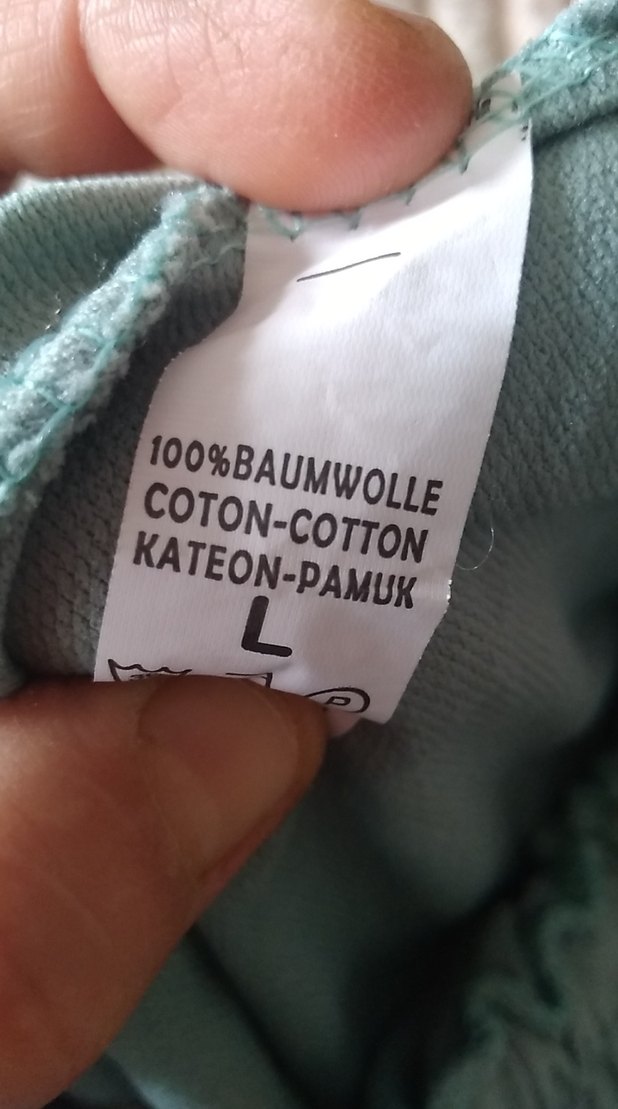 100%BAUMWOLLE
COTON-COTTON
KATEON-PAMUK
L
P